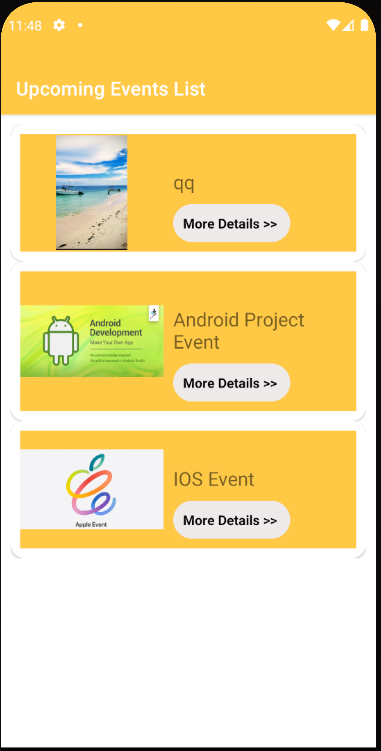 11:48
Upcoming Events List
qq
More Details >>
Android
Development
Make Your Own App
Android Project
Event
More Details >>
Apple Event
IOS Event
More Details >>